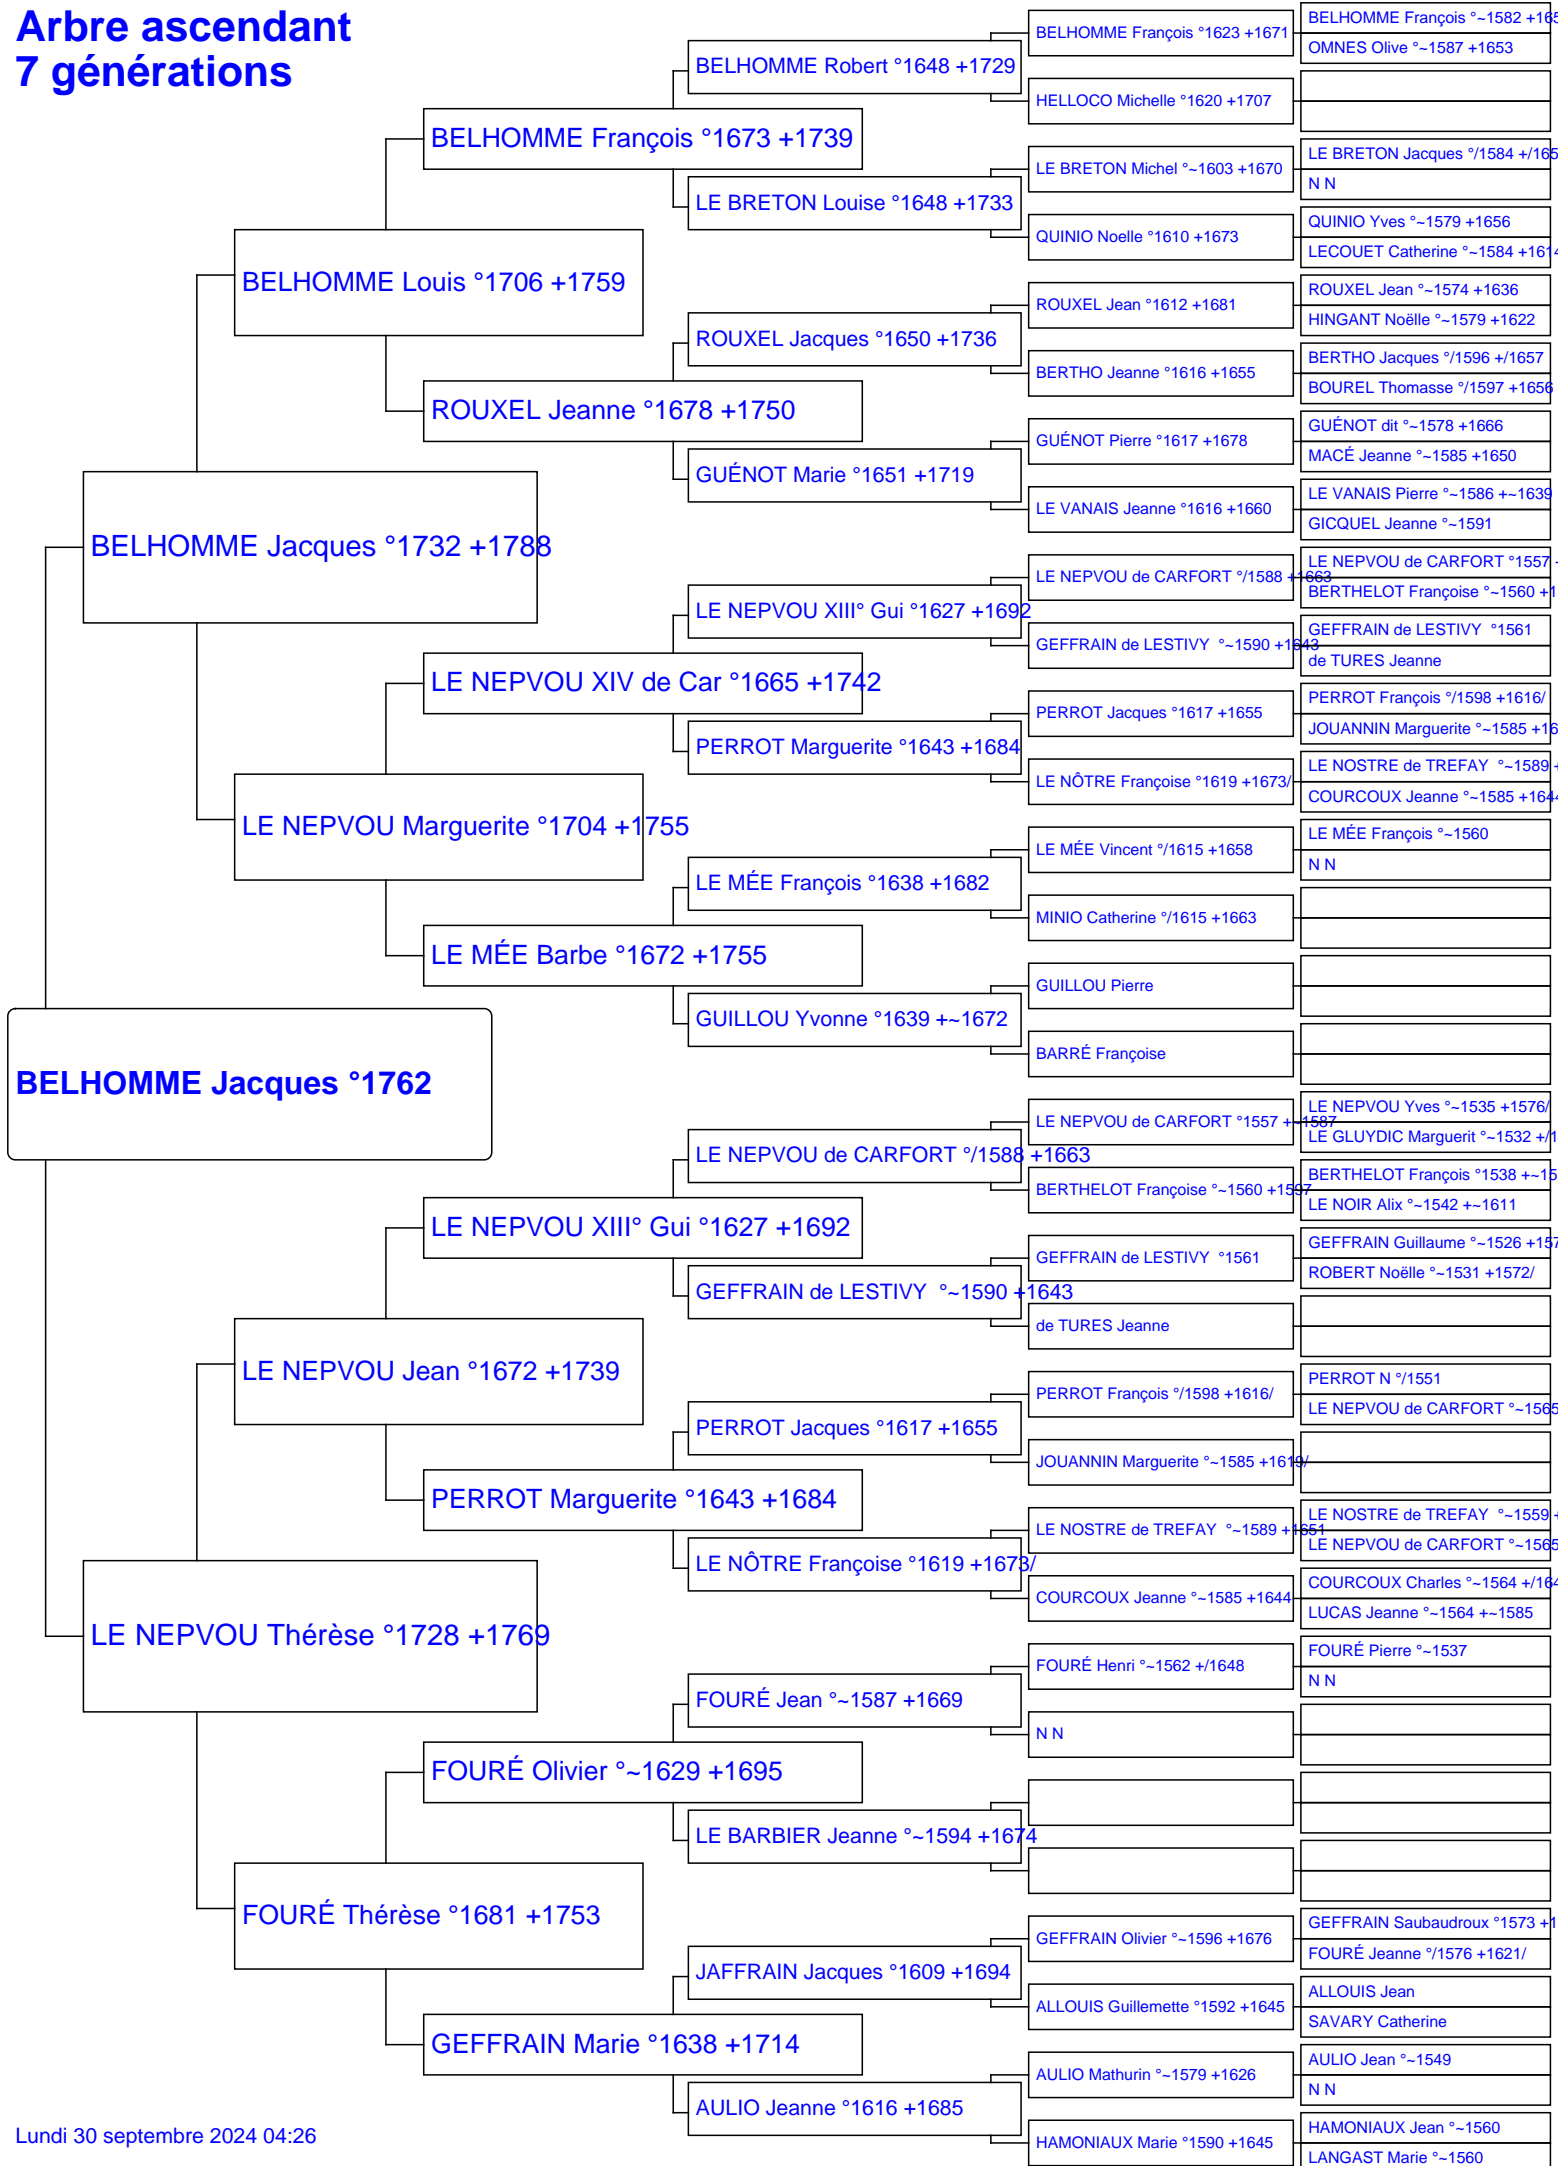 Arbre ascendant
7 générations
BELHOMME Jacques °1762
BELHOMME Jacques °1732 +1788
LE NEPVOU Thérèse °1728 +1769
BELHOMME Louis °1706 +1759
LE NEPVOU Marguerite °1704 +1755
LE NEPVOU Jean °1672 +1739
FOURÉ Thérèse °1681 +1753
BELHOMME François °1673 +1739
ROUXEL Jeanne °1678 +1750
LE NEPVOU XIV de Car °1665 +1742
LE MÉE Barbe °1672 +1755
LE NEPVOU XIII° Gui °1627 +1692
PERROT Marguerite °1643 +1684
FOURÉ Olivier °~1629 +1695
GEFFRAIN Marie °1638 +1714
BELHOMME Robert °1648 +1729
LE BRETON Louise °1648 +1733
ROUXEL Jacques °1650 +1736
GUÉNOT Marie °1651 +1719
LE NEPVOU XIII° Gui °1627 +1692
PERROT Marguerite °1643 +1684
LE MÉE François °1638 +1682
GUILLOU Yvonne °1639 +~1672
LE NEPVOU de CARFORT °/1588 +1663
GEFFRAIN de LESTIVY °~1590 +1643
PERROT Jacques °1617 +1655
LE NÔTRE Françoise °1619 +1673/
FOURÉ Jean °~1587 +1669
LE BARBIER Jeanne °~1594 +1674
JAFFRAIN Jacques °1609 +1694
AULIO Jeanne °1616 +1685
BELHOMME François °1623 +1671
HELLOCO Michelle °1620 +1707
LE BRETON Michel °~1603 +1670
QUINIO Noelle °1610 +1673
ROUXEL Jean °1612 +1681
BERTHO Jeanne °1616 +1655
GUÉNOT Pierre °1617 +1678
LE VANAIS Jeanne °1616 +1660
LE NEPVOU de CARFORT °/1588 +1663
GEFFRAIN de LESTIVY °~1590 +1643
PERROT Jacques °1617 +1655
LE NÔTRE Françoise °1619 +1673/
LE MÉE Vincent °/1615 +1658
MINIO Catherine °/1615 +1663
GUILLOU Pierre
BARRÉ Françoise
LE NEPVOU de CARFORT °1557 +~1587
BERTHELOT Françoise °~1560 +1597
GEFFRAIN de LESTIVY °1561
de TURES Jeanne
PERROT François °/1598 +1616/
JOUANNIN Marguerite °~1585 +1619/
LE NOSTRE de TREFAY °~1589 +1651
COURCOUX Jeanne °~1585 +1644
FOURÉ Henri °~1562 +/1648
N N
GEFFRAIN Olivier °~1596 +1676
ALLOUIS Guillemette °1592 +1645
AULIO Mathurin °~1579 +1626
HAMONIAUX Marie °1590 +1645
BELHOMME François °~1582 +165
OMNES Olive °~1587 +1653
LE BRETON Jacques °/1584 +/165
N N
QUINIO Yves °~1579 +1656
LECOUET Catherine °~1584 +1614
ROUXEL Jean °~1574 +1636
HINGANT Noëlle °~1579 +1622
BERTHO Jacques °/1596 +/1657
BOUREL Thomasse °/1597 +1656
GUÉNOT dit °~1578 +1666
MACÉ Jeanne °~1585 +1650
LE VANAIS Pierre °~1586 +~1639
GICQUEL Jeanne °~1591
LE NEPVOU de CARFORT °1557 +
BERTHELOT Françoise °~1560 +1
GEFFRAIN de LESTIVY °1561
de TURES Jeanne
PERROT François °/1598 +1616/
JOUANNIN Marguerite °~1585 +16
LE NOSTRE de TREFAY °~1589 +
COURCOUX Jeanne °~1585 +1644
LE MÉE François °~1560
N N
LE NEPVOU Yves °~1535 +1576/
LE GLUYDIC Marguerit °~1532 +/1
BERTHELOT François °1538 +~15
LE NOIR Alix °~1542 +~1611
GEFFRAIN Guillaume °~1526 +157
ROBERT Noëlle °~1531 +1572/
PERROT N °/1551
LE NEPVOU de CARFORT °~1565
LE NOSTRE de TREFAY °~1559 +
LE NEPVOU de CARFORT °~1565
COURCOUX Charles °~1564 +/164
LUCAS Jeanne °~1564 +~1585
FOURÉ Pierre °~1537
N N
GEFFRAIN Saubaudroux °1573 +1
FOURÉ Jeanne °/1576 +1621/
ALLOUIS Jean
SAVARY Catherine
AULIO Jean °~1549
N N
HAMONIAUX Jean °~1560
LANGAST Marie °~1560
Lundi 30 septembre 2024 04:26